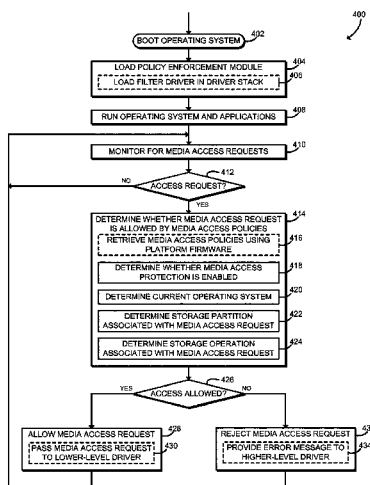 400
BOOT OPERATING SYSTEM
402
LOAD POLICY ENFORCEMENT MODULE
404
LOAD FILTER DRIVER IN DRIVER STACK
406
RUN OPERATING SYSTEM AND APPLICATIONS
408
MONITOR FOR MEDIA ACCESS REQUESTS
410
412
NO
ACCESS REQUEST?
YES
DETERMINE WHETHER MEDIA ACCESS REQUEST
IS ALLOWED BY MEDIA ACCESS POLICIES
414
RETRIEVE MEDIA ACCESS POLICIES USING
PLATFORM FIRMWARE
416
DETERMINE WHETHER MEDIA ACCESS
PROTECTION IS ENABLED
418
DETERMINE CURRENT OPERATING SYSTEM
420
DETERMINE STORAGE PARTITION
ASSOCIATED WITH MEDIA ACCESS REQUEST
422
DETERMINE STORAGE OPERATION
ASSOCIATED WITH MEDIA ACCESS REQUEST
424
426
YES
ACCESS ALLOWED?
NO
ALLOW MEDIA ACCESS REQUEST
428
PASS MEDIA ACCESS REQUEST
TO LOWER-LEVEL DRIVER
430
REJECT MEDIA ACCESS REQUEST
PROVIDE ERROR MESSAGE TO
HIGHER-LEVEL DRIVER
434